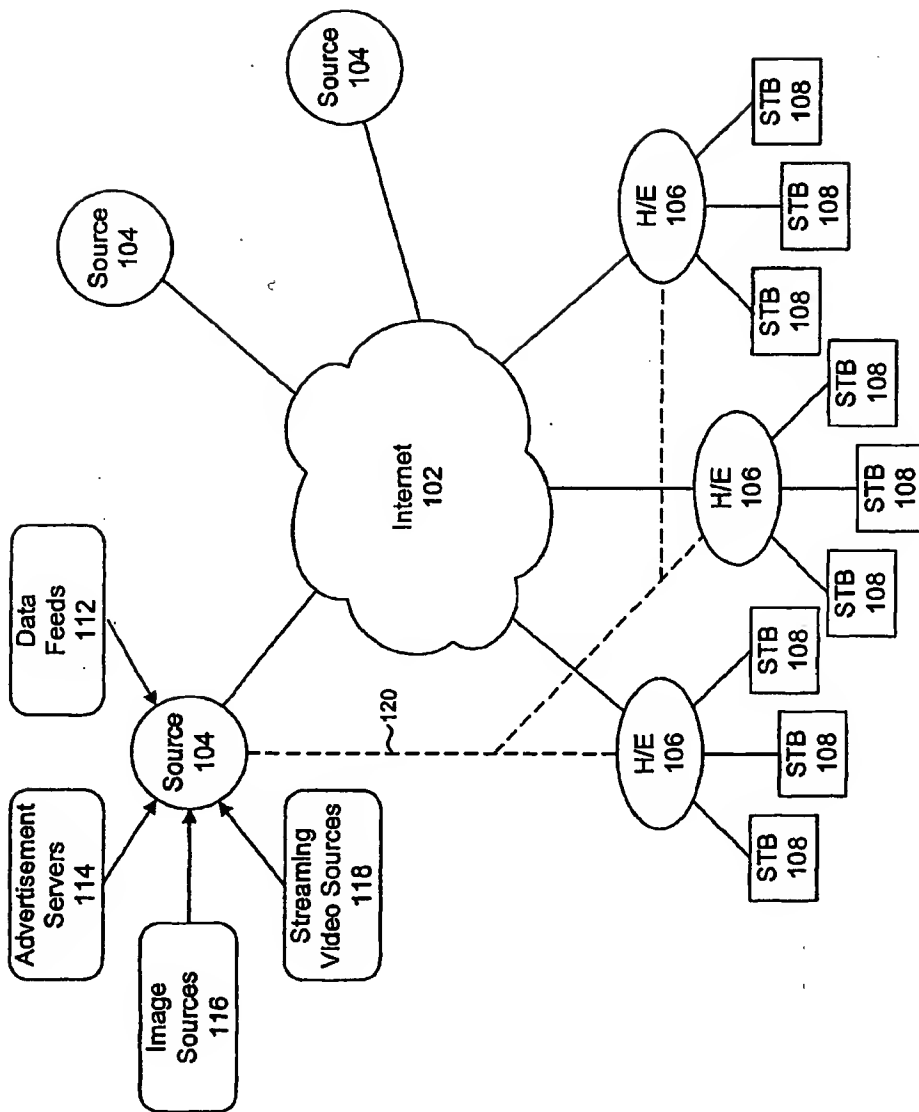 Data
Feeds
112
Advertisement
Servers
114
Image
Sources
116
Streaming
Video Sources
118
Source
104
Source
104
Source
104
Internet
102
120
H/E
106
H/E
106
H/E
106
STB
108
STB
108
STB
108
STB
108
STB
108
STB
108
STB
108
STB
108
STB
108